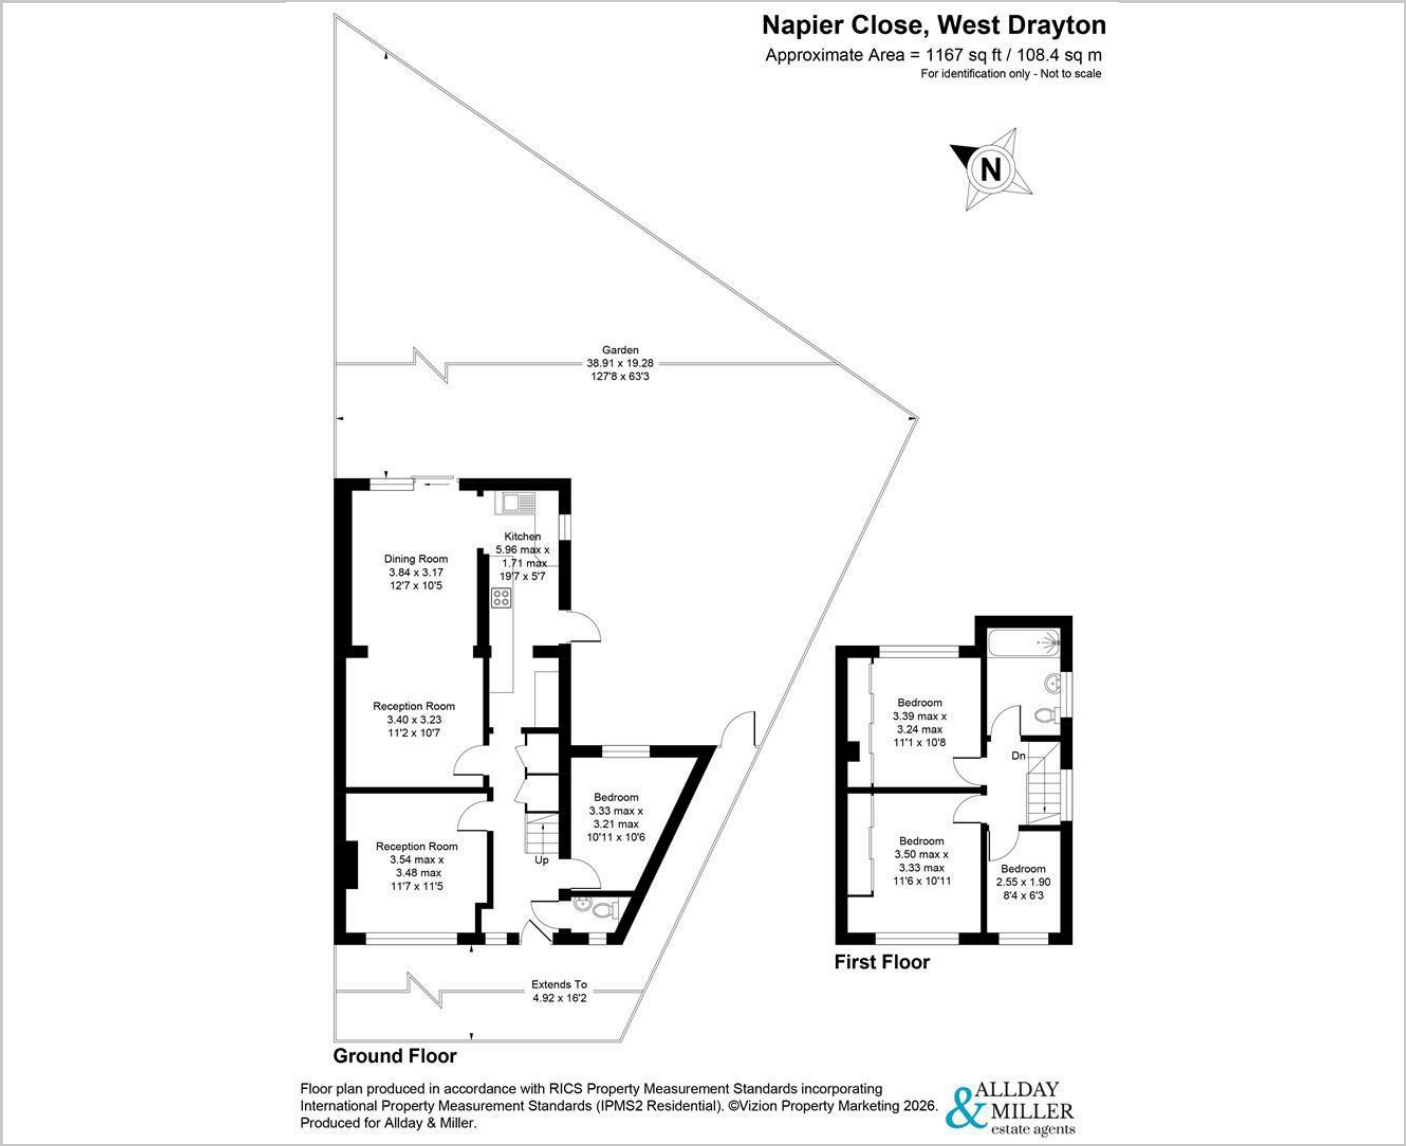 Napier Close, West Drayton
Approximate Area = 1167 sq ft / 108.4 sq m
For identification only - Not to scale
N
Garden
38.91 x 19.28
127'8 x 63'3
Kitchen
5.96 max x
1.71 max
19'7 x 5'7
Dining Room
3.84 x 3.17
12'7 x 10'5
Reception Room
3.40 x 3.23
11'2 x 10'7
Bedroom
3.33 max x
3.21 max
10'11 x 10'6
Reception Room
3.54 max x
3.48 max
11'7 x 11'5
Up
Extends To
4.92 x 16'2
Ground Floor
Bedroom
3.39 max x
3.24 max
11'1 x 10'8
Dn
Bedroom
3.50 max x
3.33 max
11'6 x 10'11
Bedroom
2.55 x 1.90
8'4 x 6'3
First Floor
Floor plan produced in accordance with RICS Property Measurement Standards incorporating
International Property Measurement Standards (IPMS2 Residential). ©Vizion Property Marketing 2026.
Produced for Allday & Miller.
ALLDAY
& MILLER
estate agents